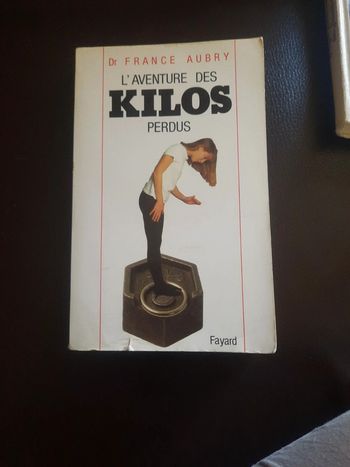 Dr FRANCE AUBRY
L'AVENTURE DES
KILOS
PERDUS
Fayard